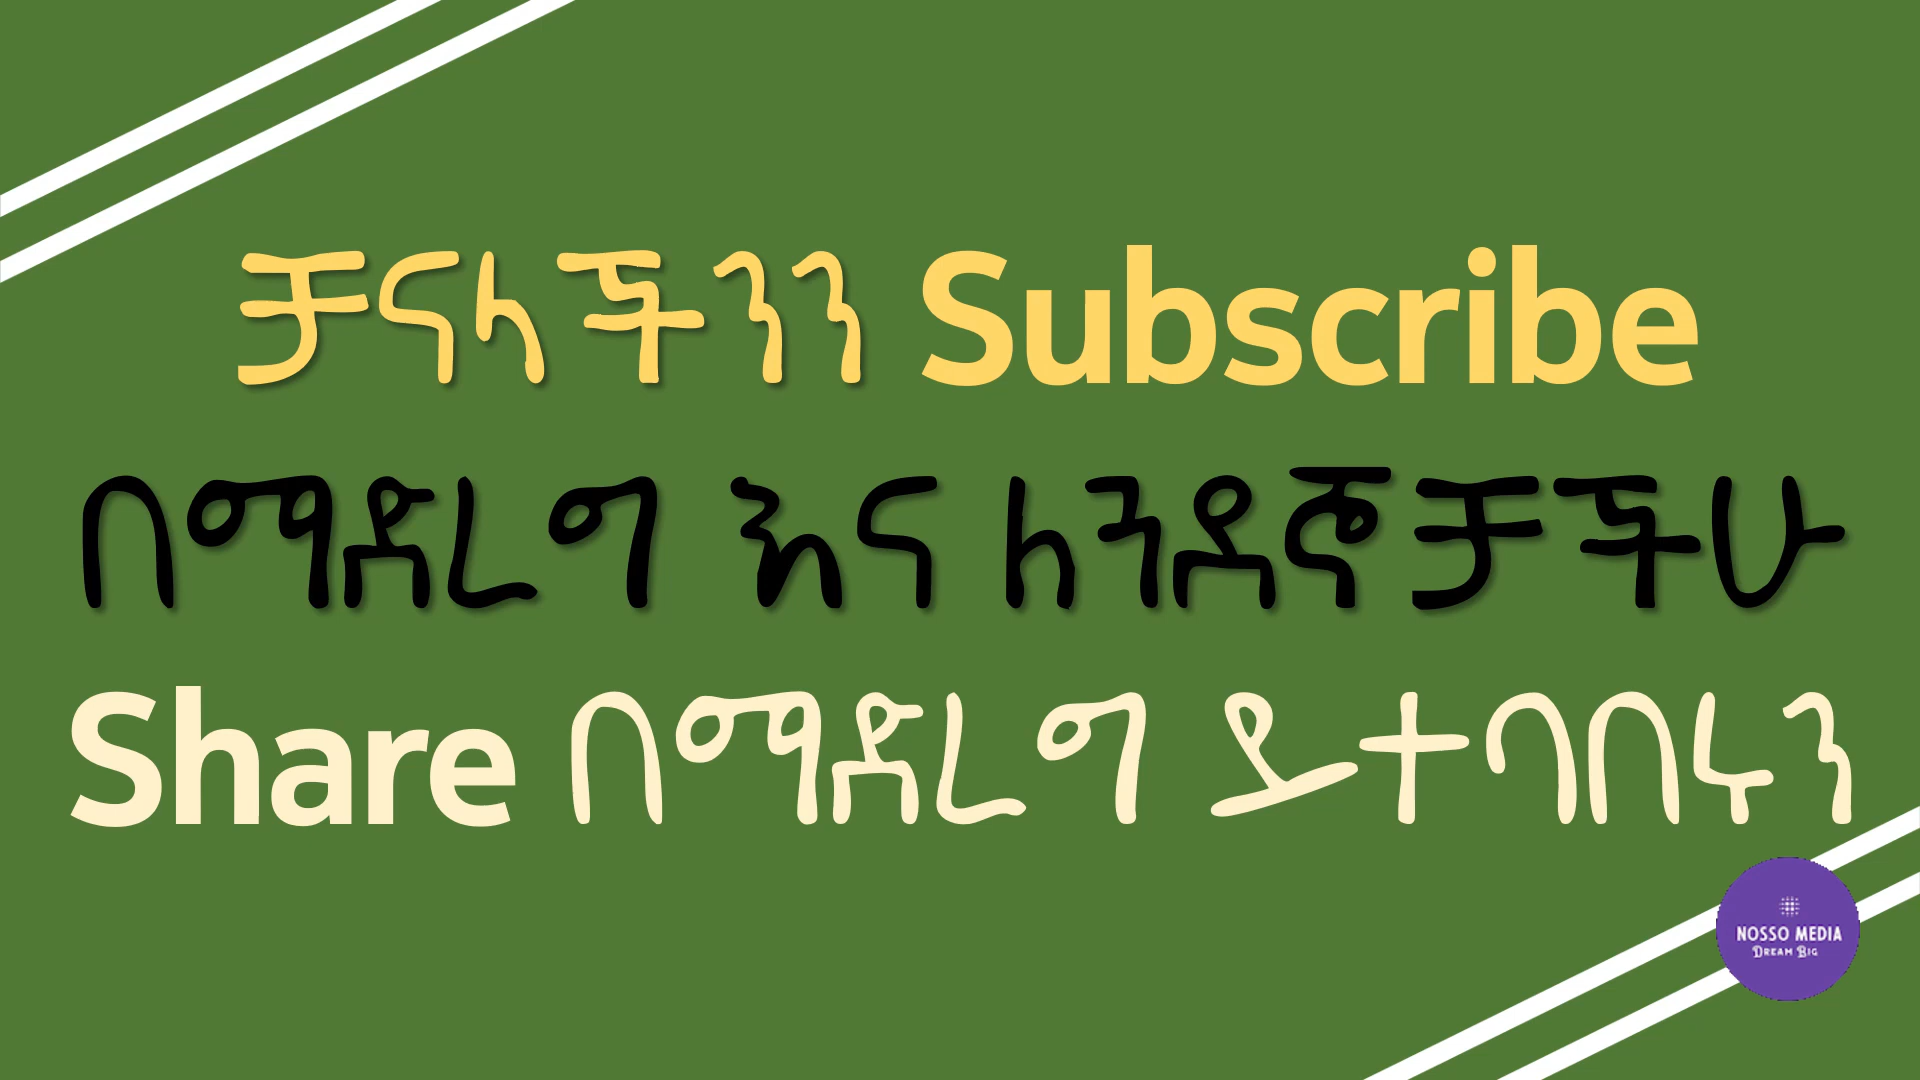 ቻናላችንን Subscribe
በማድረግ እና ለጓደኞቻችሁ
Share በማድረግ ይተባበሩን
NOSSO MEDIA
DREAM BIG